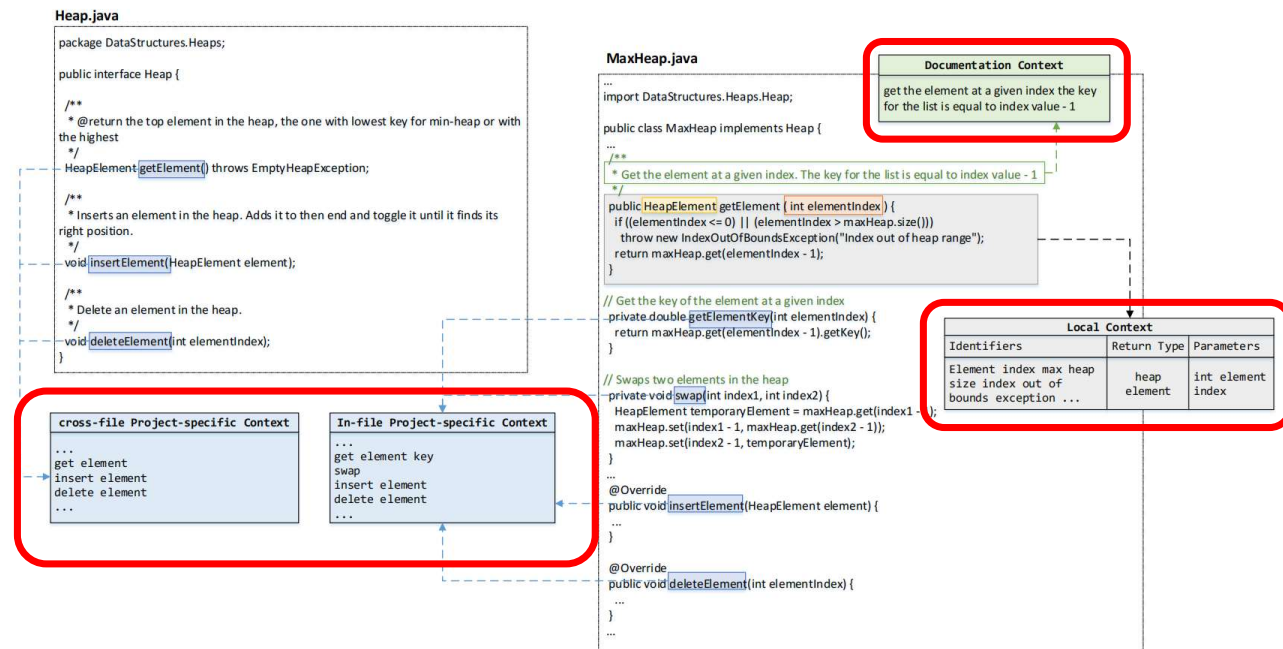 Heap.java
package DataStructures.Heaps;
public interface Heap {
/**
* @return the top element in the heap, the one with lowest key for min-heap or with
the highest
*/
HeapElement getElement() throws EmptyHeapException;
/**
* Inserts an element in the heap. Adds it to then end and toggle it until it finds its
right position.
*/
void insertElement(HeapElement element);
/**
* Delete an element in the heap.
*/
void deleteElement(int elementIndex);
}
cross-file Project-specific Context
...
get element
insert element
delete element
...
In-file Project-specific Context
...
get element key
swap
insert element
delete element
...
MaxHeap.java
...
import DataStructures.Heaps.Heap;
public class MaxHeap implements Heap {
...
/**
* Get the element at a given index. The key for the list is equal to index value - 1
*/
public HeapElement getElement ( int elementIndex ) {
if ((elementIndex <= 0) || (elementIndex > maxHeap.size()))
throw new IndexOutOfBoundsException("Index out of heap range");
return maxHeap.get(elementIndex - 1);
}
// Get the key of the element at a given index
private double getElementKey(int elementIndex) {
return maxHeap.get(elementIndex - 1).getKey();
}
// Swaps two elements in the heap
private void swap(int index1, int index2) {
HeapElement temporaryElement = maxHeap.get(index1 - );
maxHeap.set(index1 - 1, maxHeap.get(index2 - 1));
maxHeap.set(index2 - 1, temporaryElement);
}
...
@Override
public void insertElement(HeapElement element) {
...
}
@Override
public void deleteElement(int elementIndex) {
...
}
...
Documentation Context
get the element at a given index the key
for the list is equal to index value - 1
Local Context
Identifiers Return Type Parameters
Element index max heap
size index out of
bounds exception ...
heap
element
int element
index